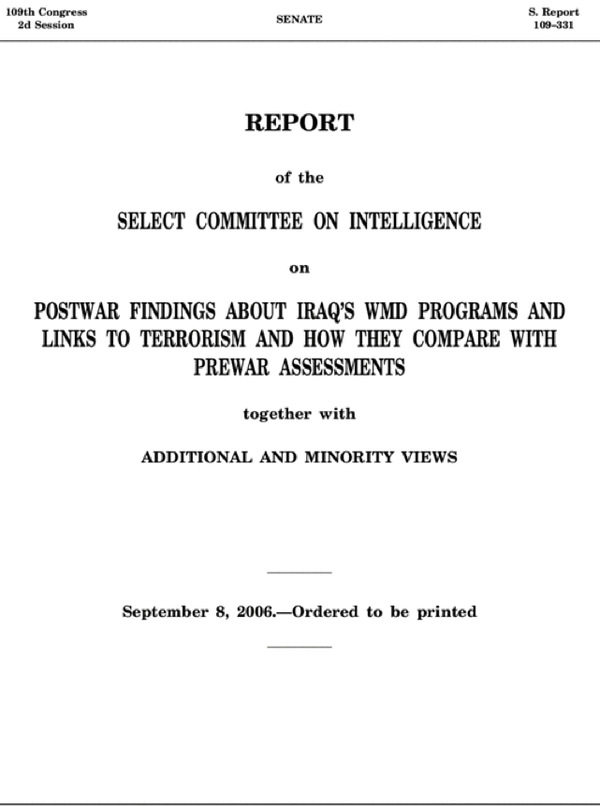 109th Congress
2d Session
SENATE
S. Report
109–331
REPORT
of the
SELECT COMMITTEE ON INTELLIGENCE
on
POSTWAR FINDINGS ABOUT IRAQ'S WMD PROGRAMS AND
LINKS TO TERRORISM AND HOW THEY COMPARE WITH
PREWAR ASSESSMENTS
together with
ADDITIONAL AND MINORITY VIEWS
September 8, 2006.—Ordered to be printed